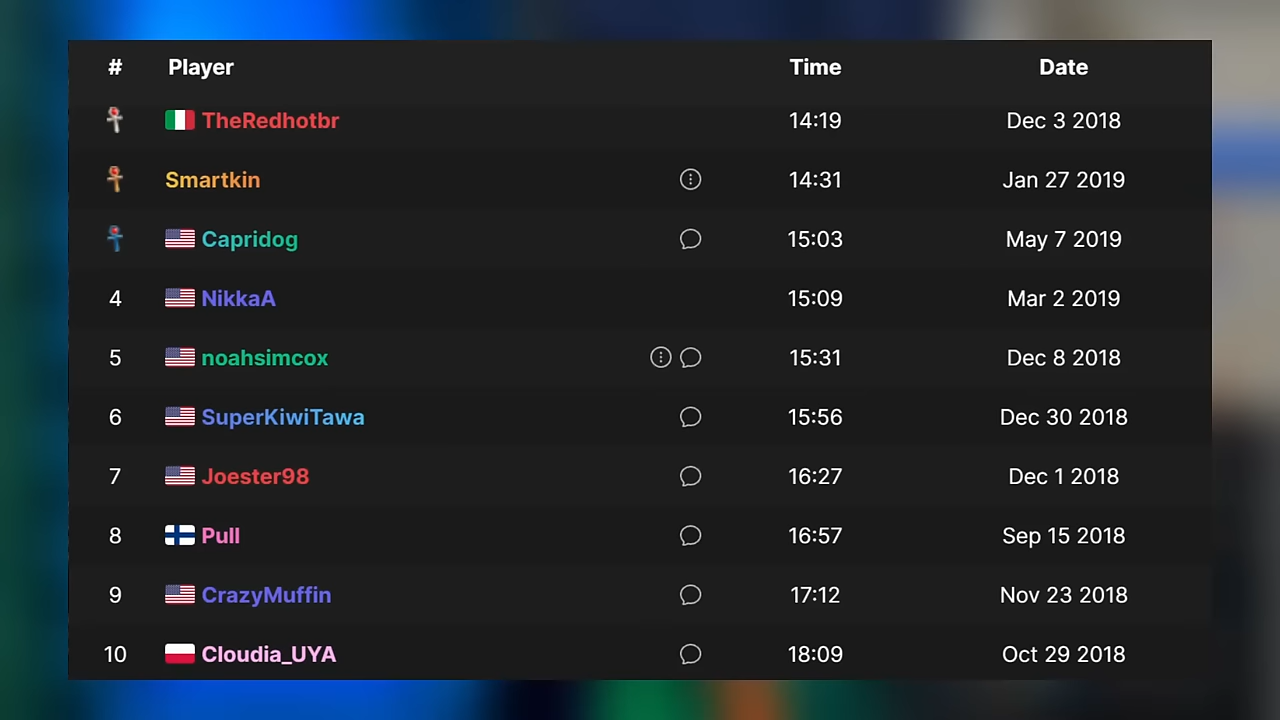 # Player Time Date
TheRedhotbr 14:19 Dec 3 2018
Smartkin 14:31 Jan 27 2019
Capridog 15:03 May 7 2019
4 NikkaA 15:09 Mar 2 2019
5 noahsimcox 15:31 Dec 8 2018
6 SuperKiwiTawa 15:56 Dec 30 2018
7 Joester98 16:27 Dec 1 2018
8 Pull 16:57 Sep 15 2018
9 CrazyMuffin 17:12 Nov 23 2018
10 Cloudia_UYA 18:09 Oct 29 2018